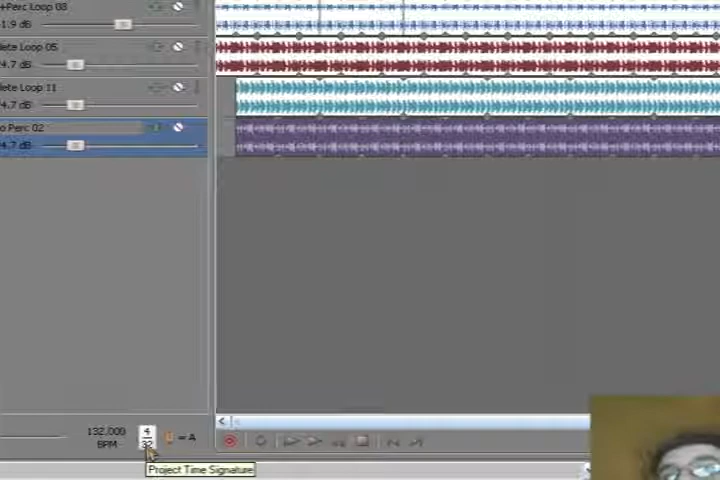 +Perc Loop 08
-1.9 dB
lete Loop 05
4.7 dB
lete Loop 11
4.7 dB
o Perc 02
4.7 dB
132.000
BPM
4
32
= A
Project Time Signature